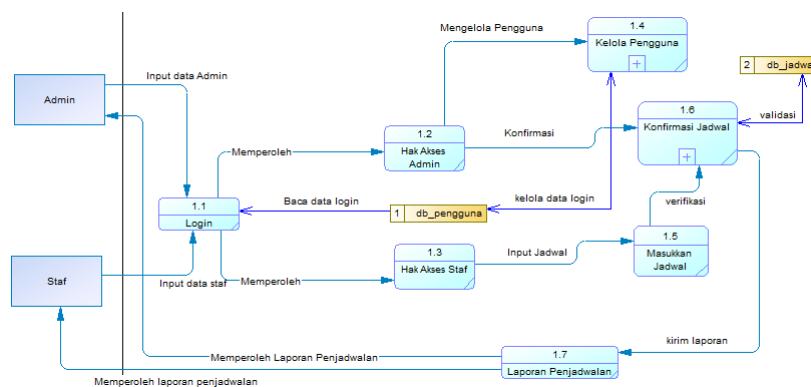 1.4
Mengelola Pengguna
Kelola Pengguna
2
Input data Admin
Admin
1.6
validasi
1.2
Konfirmasi
Konfirmasi Jadwal
Memperoleh
Hak Akses
Admin
1.1
Baca data login
kelola data login
verifikasi
1 db_pengguna
Login
1.3
Input Jadwal
1.5
Hak Akses Staf
Masukkan
Jadwal
Staf
Input data staf
Memperoleh
kirim laporan
Memperoleh Laporan Penjadwalan
1.7
Laporan Penjadwalan
Memperoleh laporan penjadwalan